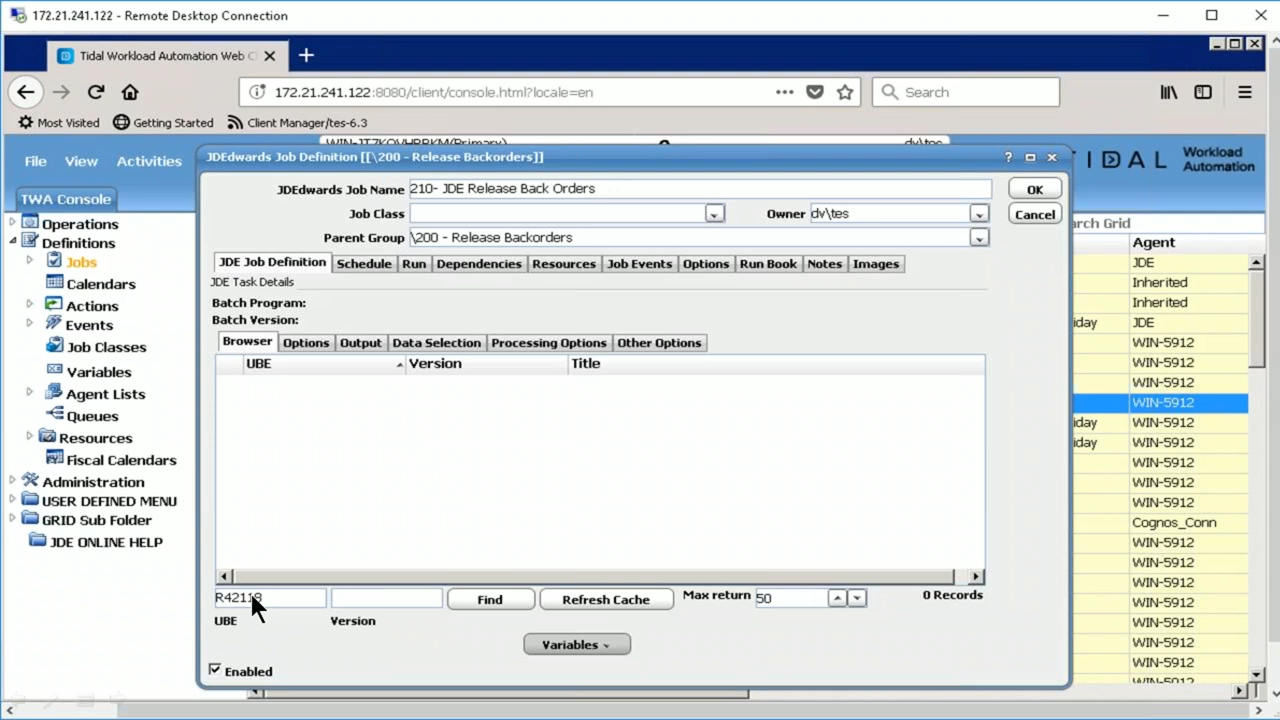 172.21.241.122 - Remote Desktop Connection
Tidal Workload Automation Web C
172.21.241.122:8080/client/console.html?locale=en
Search
Most Visited
Getting Started
Client Manager/tes-6.3
File
View
Activities
TIDAL
Workload
Automation
TWA Console
Operations
Definitions
Jobs
Calendars
Actions
Events
Job Classes
Variables
Agent Lists
Queues
Resources
Fiscal Calendars
Administration
USER DEFINED MENU
GRID Sub Folder
JDE ONLINE HELP
JDEdwards Job Definition [[\200 - Release Backorders]]
JDEdwards Job Name 210- JDE Release Back Orders
OK
Job Class
Owner dv\tes
Cancel
Parent Group \200 - Release Backorders
JDE Job Definition Schedule Run Dependencies Resources Job Events Options Run Book Notes Images
JDE Task Details
Batch Program:
Batch Version:
Browser Options Output Data Selection Processing Options Other Options
UBE Version Title
Find Refresh Cache Max return 50 0 Records
UBE Version
Variables
Enabled
rch Grid
Agent
JDE
Inherited
Inherited
iday JDE
WIN-5912
WIN-5912
WIN-5912
WIN-5912
iday WIN-5912
iday WIN-5912
WIN-5912
WIN-5912
WIN-5912
Cognos_Conn
WIN-5912
WIN-5912
WIN-5912
WIN-5912
WIN-5912
WIN-5912
WIN-5912